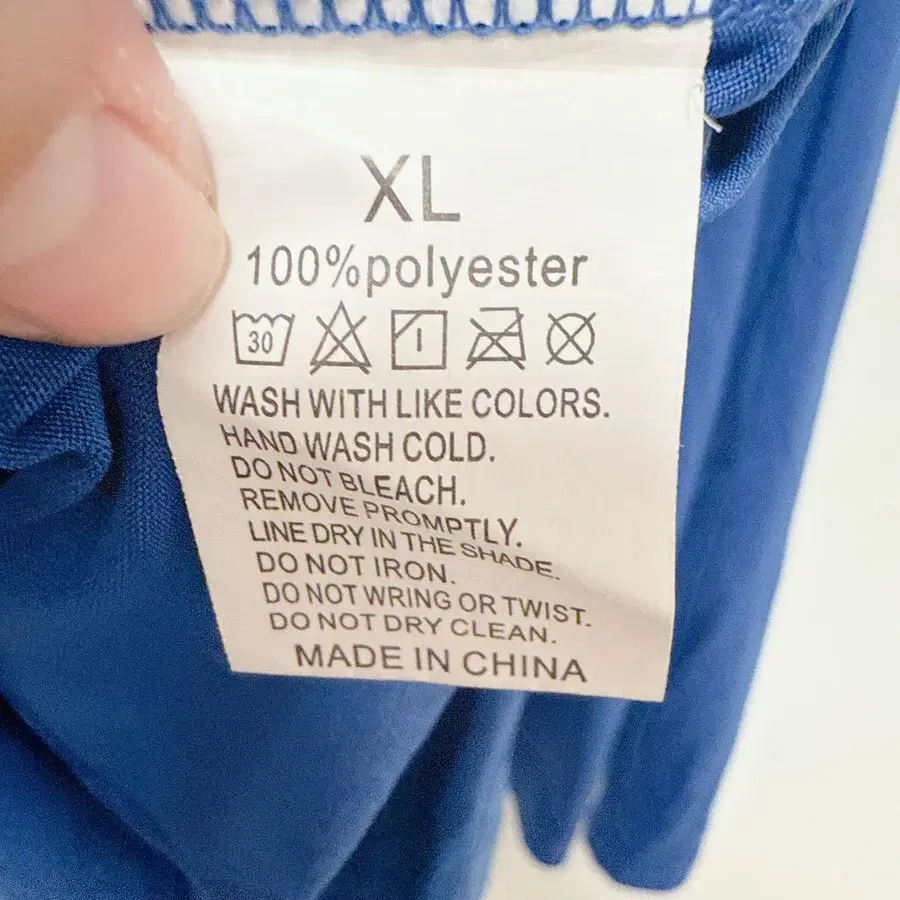 XL
100%polyester
30
WASH WITH LIKE COLORS.
HAND WASH COLD.
DO NOT BLEACH.
REMOVE PROMPTLY.
LINE DRY IN THE SHADE.
DO NOT IRON.
DO NOT WRING OR TWIST.
DO NOT DRY CLEAN.
MADE IN CHINA